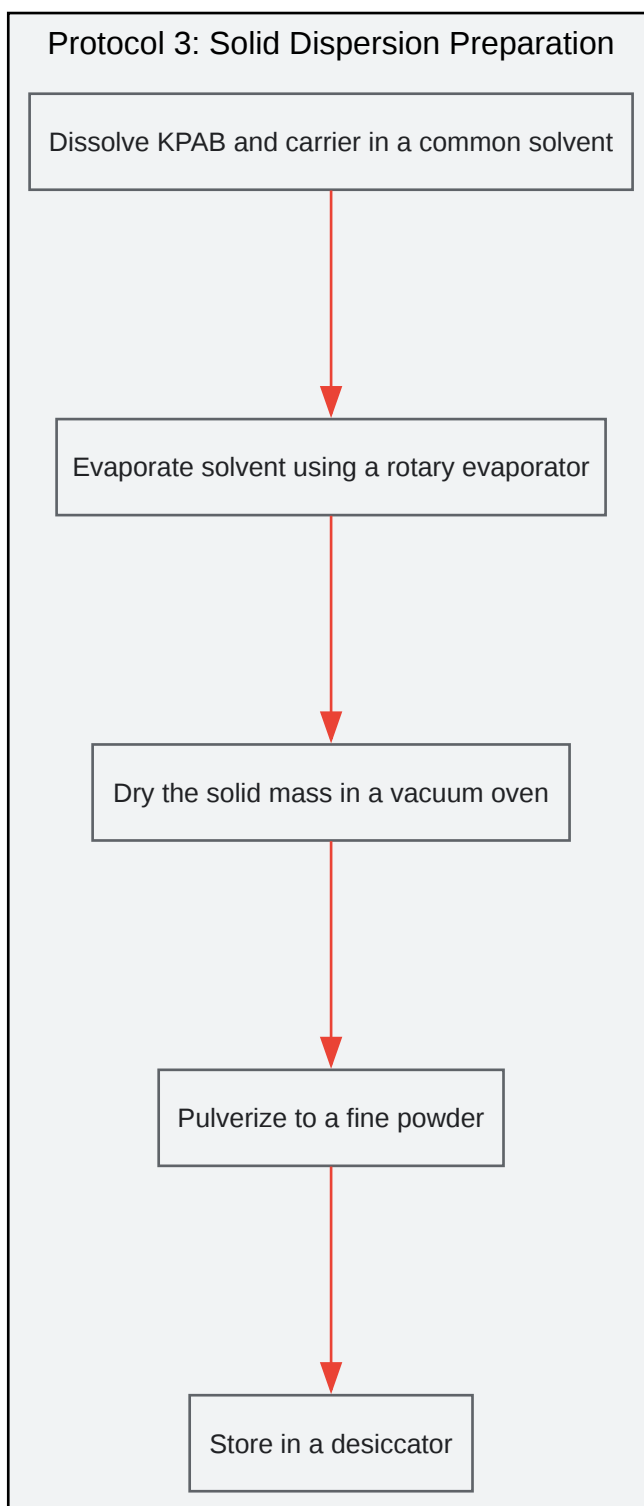 Protocol 3: Solid Dispersion Preparation
Dissolve KPAB and carrier in a common solvent
Evaporate solvent using a rotary evaporator
Dry the solid mass in a vacuum oven
Pulverize to a fine powder
Store in a desiccator